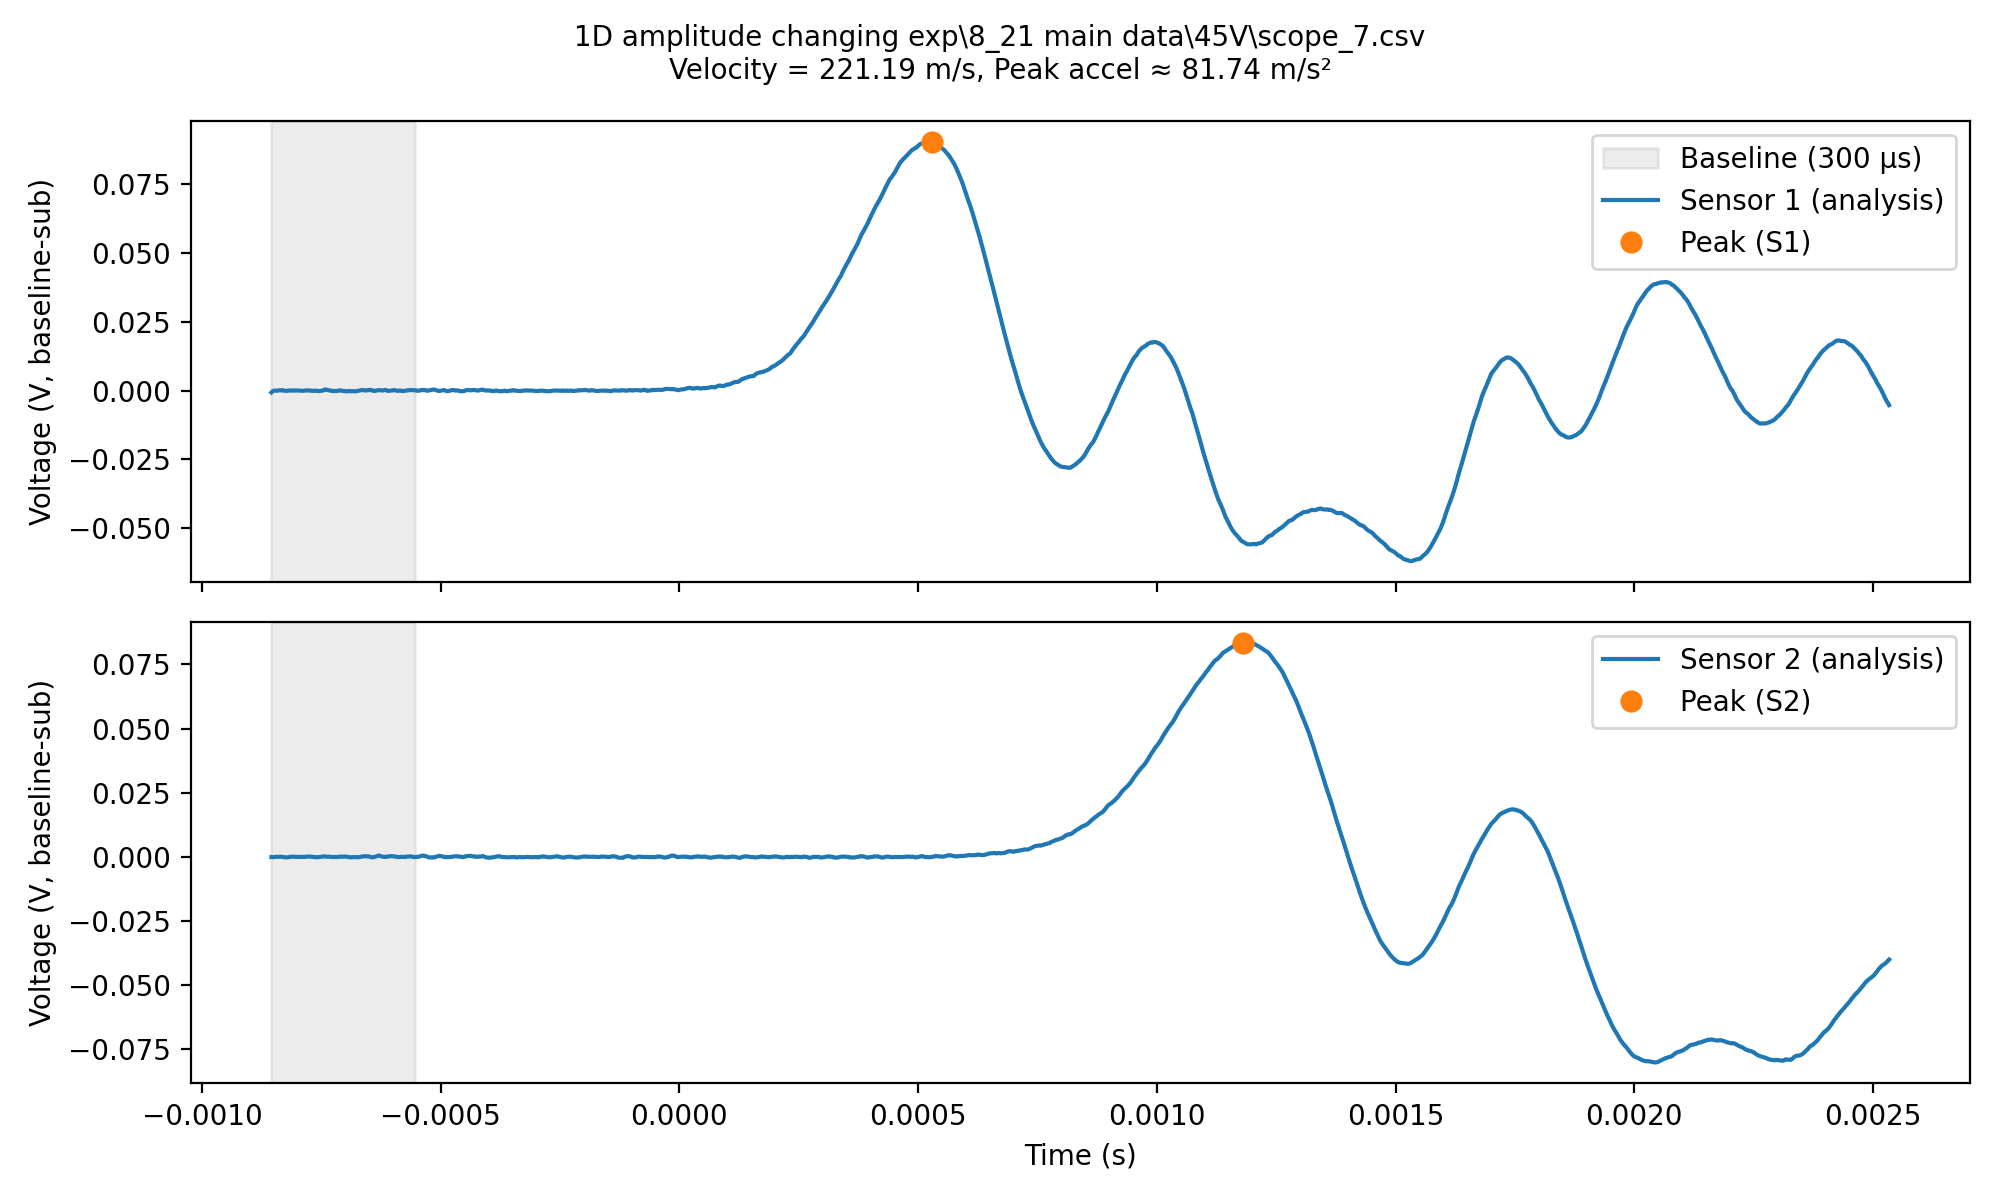 1D amplitude changing exp\8_21 main data\45V\scope_7.csv
Velocity = 221.19 m/s, Peak accel ≈ 81.74 m/s²
Voltage (V, baseline-sub)
0.075
0.050
0.025
0.000
−0.025
−0.050
Baseline (300 µs)
Sensor 1 (analysis)
Peak (S1)
Voltage (V, baseline-sub)
0.075
0.050
0.025
0.000
−0.025
−0.050
−0.075
Sensor 2 (analysis)
Peak (S2)
−0.0010 −0.0005 0.0000 0.0005 0.0010 0.0015 0.0020 0.0025
Time (s)